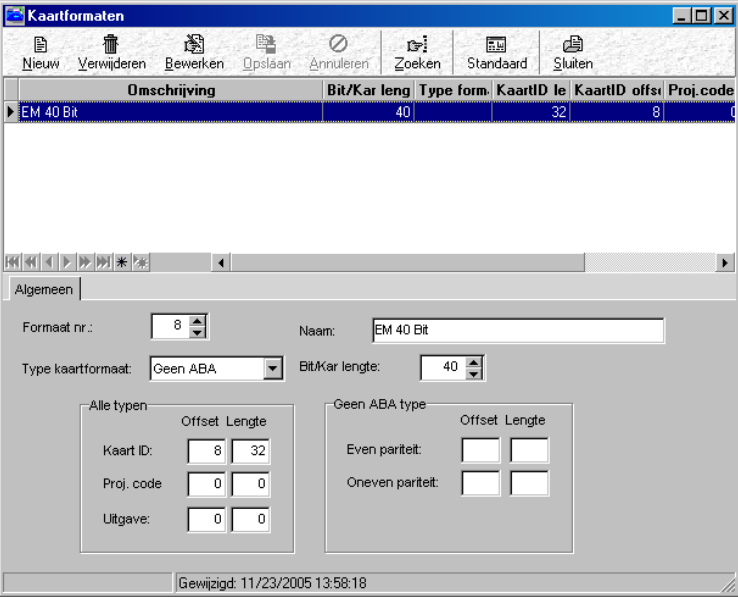 Kaartformaten
Nieuw Verwijderen Bewerken Opslaan Annuleren Zoeken Standaard Sluiten
Omschrijving Bit/Kar leng Type form KaartID le KaartID offs Proj.code
EM 40 Bit 40 32 8 0
Algemeen
Formaat nr.: 8 Naam: EM 40 Bit
Type kaartformaat: Geen ABA Bit/Kar lengte: 40
Alle typen Geen ABA type
Offset Lengte Offset Lengte
Kaart ID: 8 32 Even pariteit:
Proj. code 0 0 Oneven pariteit:
Uitgave: 0 0
Gewijzigd: 11/23/2005 13:58:18